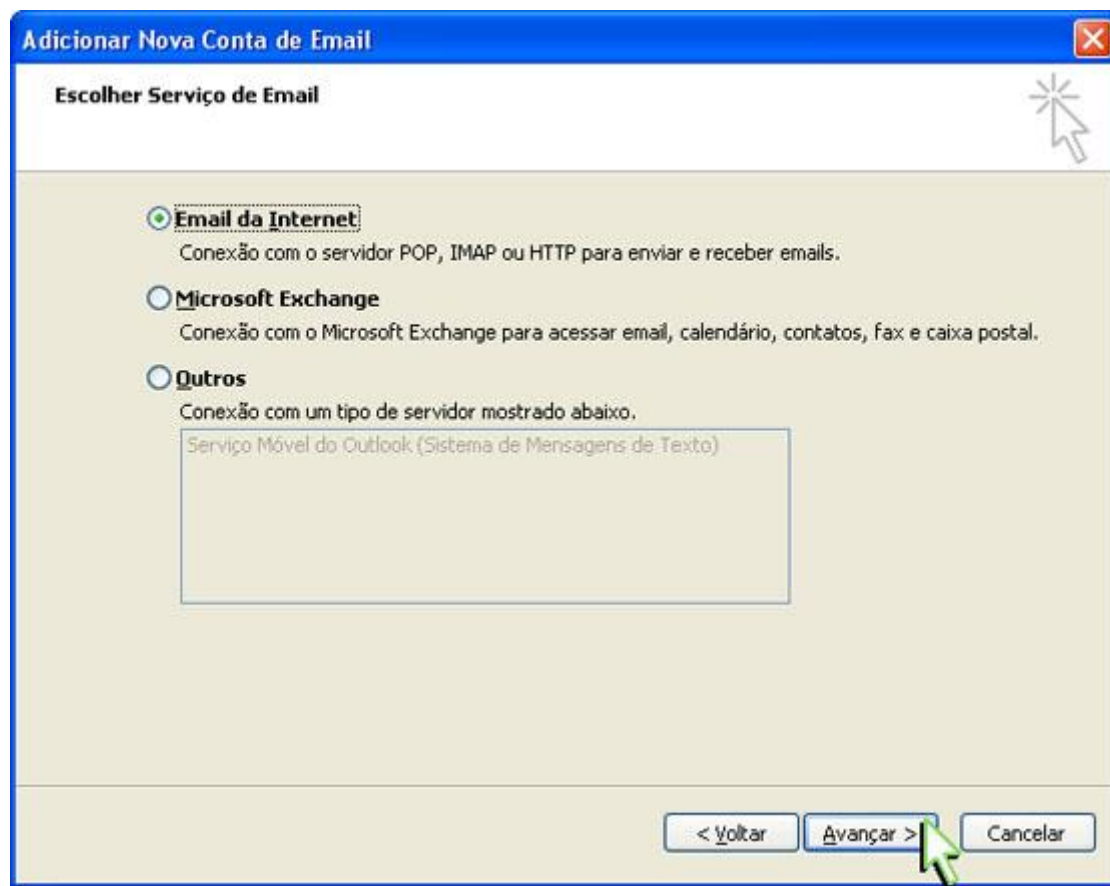 Adicionar Nova Conta de Email
Escolher Serviço de Email
Email da Internet
Conexão com o servidor POP, IMAP ou HTTP para enviar e receber emails.
Microsoft Exchange
Conexão com o Microsoft Exchange para acessar email, calendário, contatos, fax e caixa postal.
Outros
Conexão com um tipo de servidor mostrado abaixo.
Serviço Móvel do Outlook (Sistema de Mensagens de Texto)
< Voltar Avançar > Cancelar